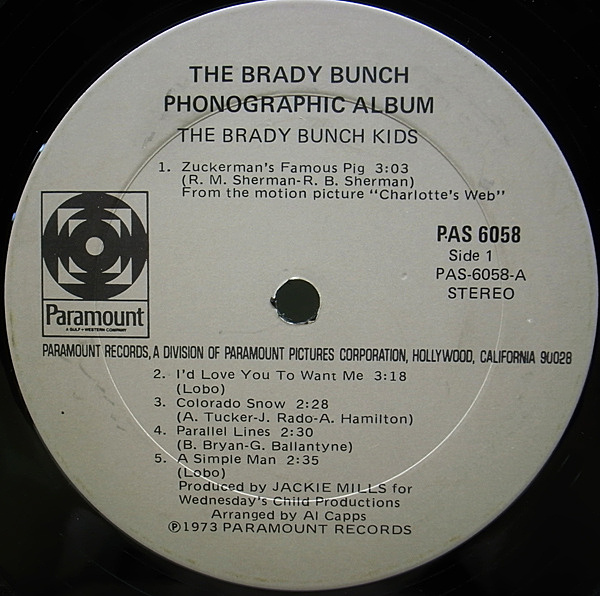 THE BRADY BUNCH
PHONOGRAPHIC ALBUM
THE BRADY BUNCH KIDS
1. Zuckerman's Famous Pig 3:03
(R. M. Sherman-R. B. Sherman)
From the motion picture "Charlotte's Web"
PAS 6058
Side 1
PAS-6058-A
STEREO
Paramount
A GULF+WESTERN COMPANY
PARAMOUNT RECORDS, A DIVISION OF PARAMOUNT PICTURES CORPORATION, HOLLYWOOD, CALIFORNIA 90028
2. I'd Love You To Want Me 3:18
(Lobo)
3. Colorado Snow 2:28
(A. Tucker-J. Rado-A. Hamilton)
4. Parallel Lines 2:30
(B. Bryan-G. Ballantyne)
5. A Simple Man 2:35
(Lobo)
Produced by JACKIE MILLS for
Wednesday's Child Productions
Arranged by Al Capps
℗1973 PARAMOUNT RECORDS